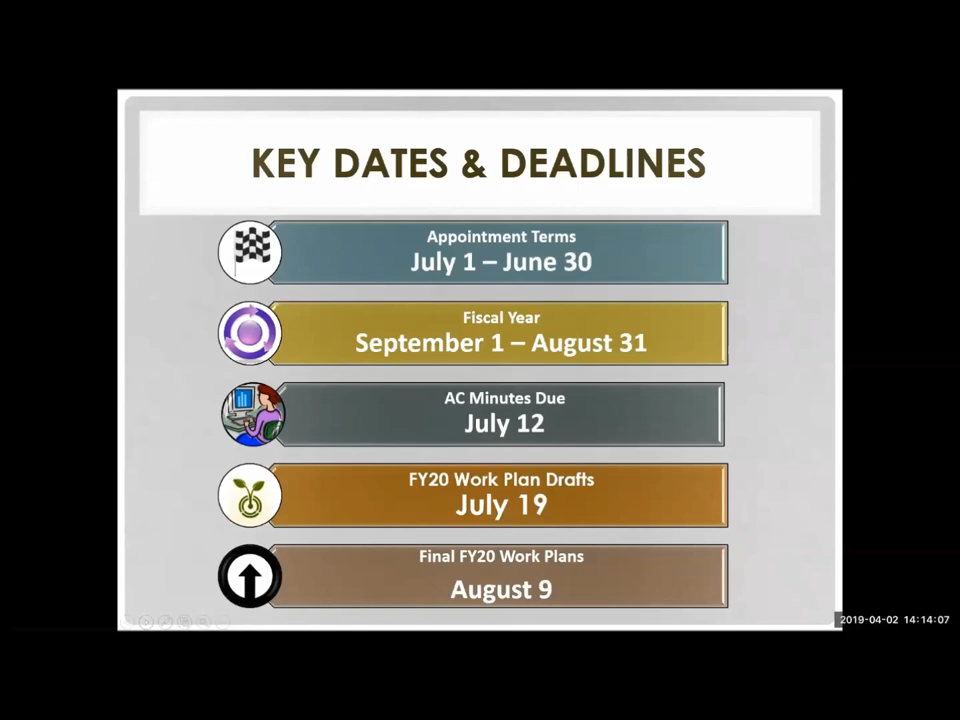 KEY DATES & DEADLINES
Appointment Terms
July 1 – June 30
Fiscal Year
September 1 – August 31
AC Minutes Due
July 12
FY20 Work Plan Drafts
July 19
Final FY20 Work Plans
August 9
2019-04-02 14:14:07